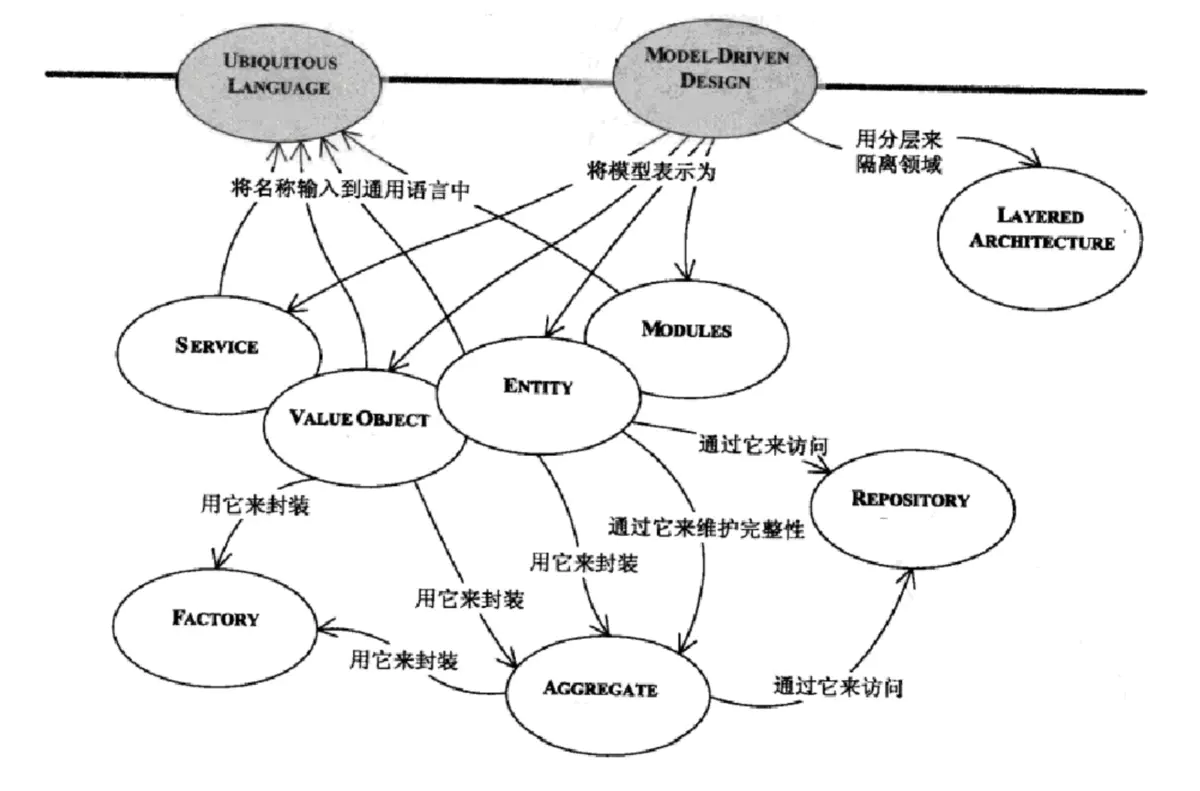 UBIQUITOUS
LANGUAGE
MODEL-DRIVEN
DESIGN
用分层来
隔离领域
将名称输入到通用语言中
将模型表示为
LAYERED
ARCHITECTURE
SERVICE
MODULES
VALUE OBJECT
ENTITY
通过它来访问
用它来封装
REPOSITORY
通过它来维护完整性
用它来封装
用它来封装
FACTORY
用它来封装
AGGREGATE
通过它来访问